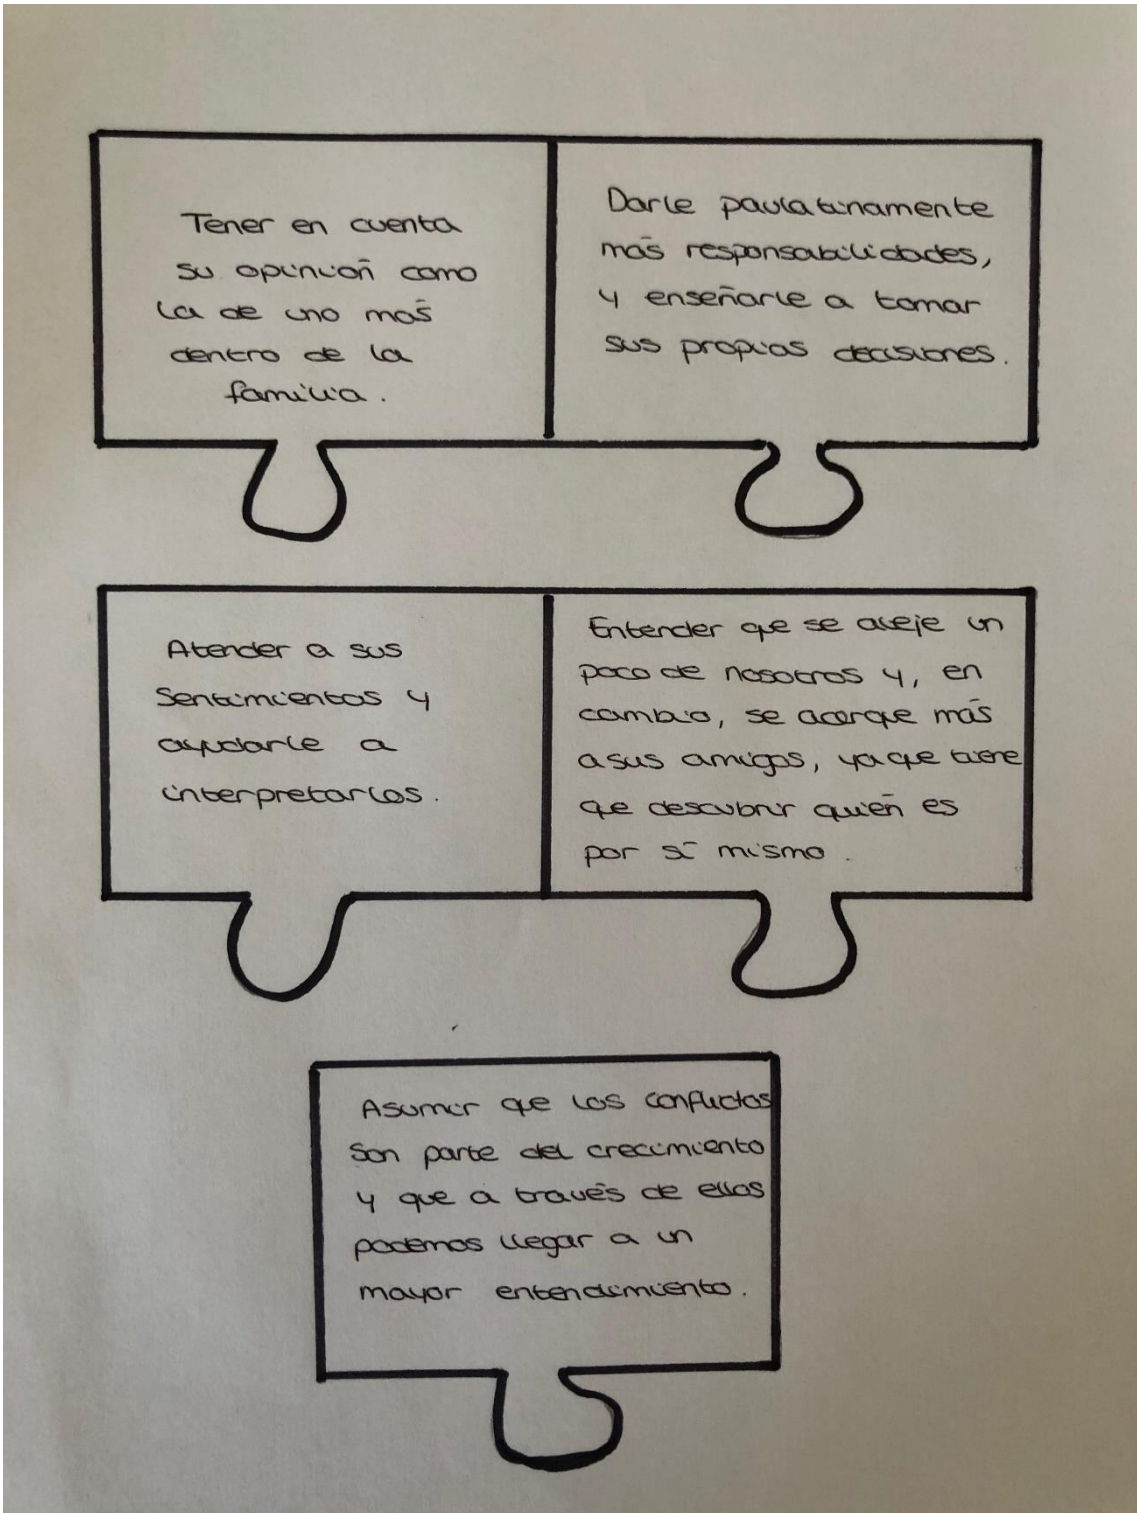 Tener en cuenta
su opinión como
la de uno más
dentro de la
familia.
Darle paulatinamente
más responsabilidades,
y enseñarle a tomar
sus propias decisiones.
Atender a sus
sentimientos y
ayudarle a
interpretarlos.
Entender que se aleje un
poco de nosotros y, en
cambio, se acerque más
a sus amigos, ya que tiene
que descubrir quién es
por sí mismo.
Asumir que los conflictos
son parte del crecimiento
y que a través de ellos
podemos llegar a un
mayor entendimiento.